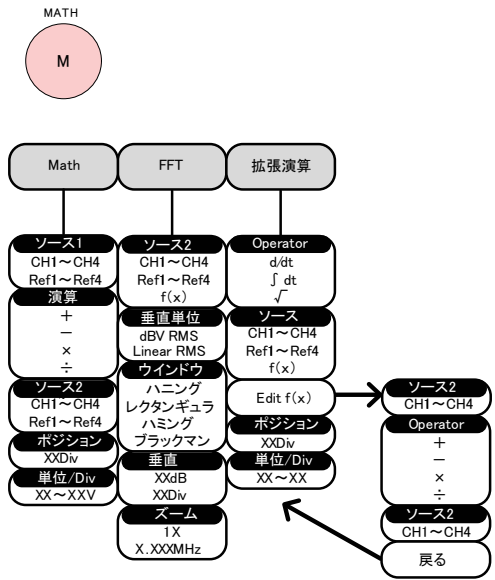 MATH
M
Math
ソース1
CH1～CH4
Ref1～Ref4
演算
＋
－
×
÷
ソース2
CH1～CH4
Ref1～Ref4
ポジション
XXDiv
単位/Div
XX～XXV
FFT
ソース2
CH1～CH4
Ref1～Ref4
f(x)
垂直単位
dBV RMS
Linear RMS
ウインドウ
ハニング
レクタンギュラ
ハミング
ブラックマン
垂直
XXdB
XXDiv
ズーム
1X
X.XXXMHz
拡張演算
Operator
d/dt
∫ dt
√
ソース
CH1～CH4
Ref1～Ref4
f(x)
Edit f(x)
ポジション
XXDiv
単位/Div
XX～XX
ソース2
CH1～CH4
Operator
＋
－
×
÷
ソース2
CH1～CH4
戻る